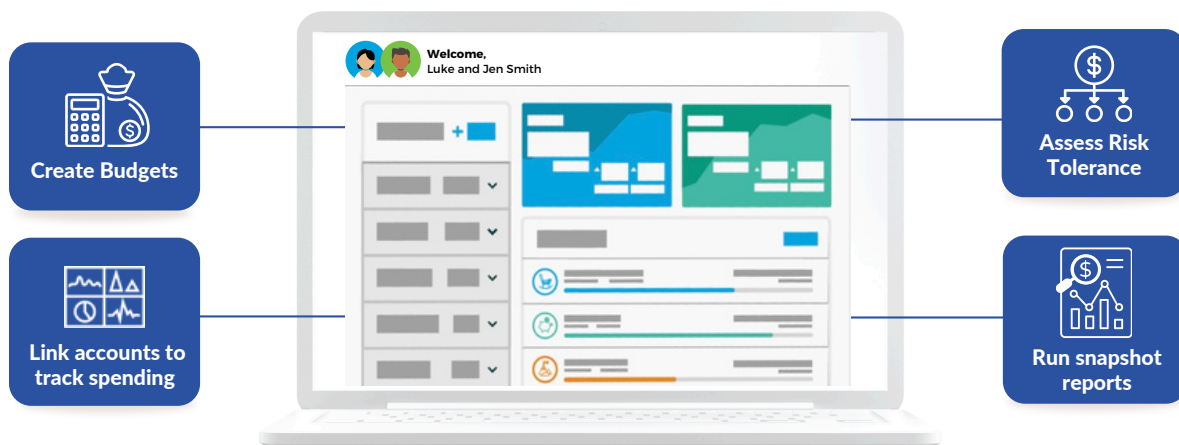 Welcome,
Luke and Jen Smith
Create Budgets
Assess Risk
Tolerance
Link accounts to
track spending
Run snapshot
reports